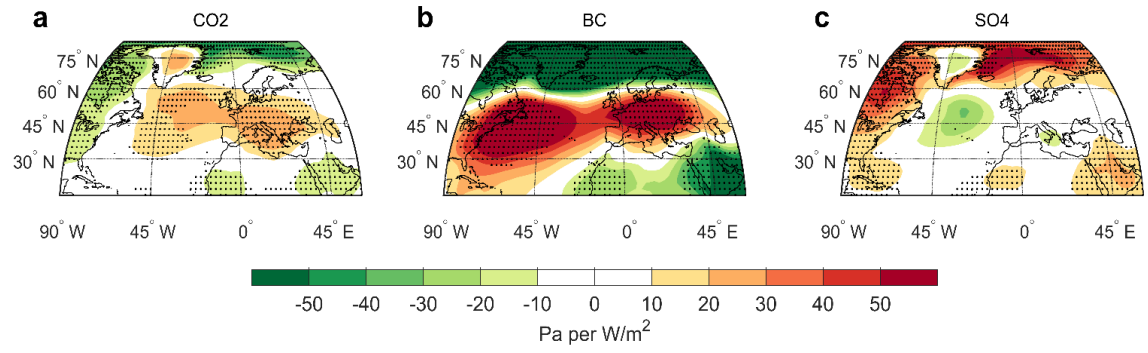 a CO2 b BC c SO4
75° N 75° N 75° N
60° N 60° N 60° N
45° N 45° N 45° N
30° N 30° N 30° N
90° W 45° W 0° 45° E 90° W 45° W 0° 45° E 90° W 45° W 0° 45° E
-50 -40 -30 -20 -10 0 10 20 30 40 50
Pa per W/m²